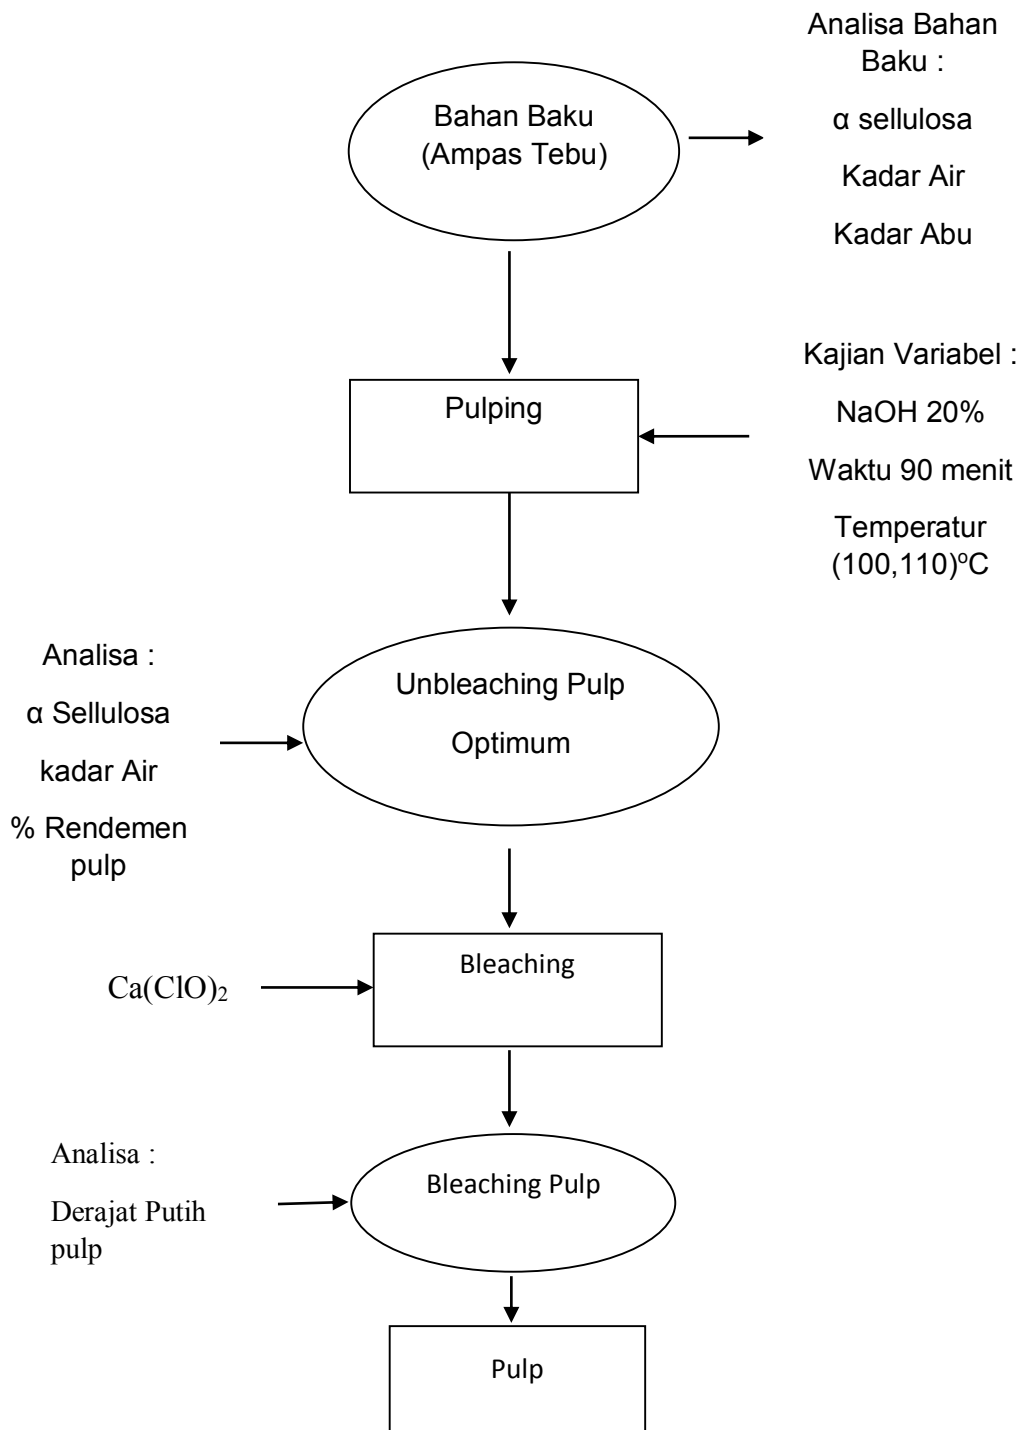 Analisa Bahan
Baku :
α sellulosa
Kadar Air
Kadar Abu
Bahan Baku
(Ampas Tebu)
Kajian Variabel :
NaOH 20%
Waktu 90 menit
Temperatur
(100,110)ºC
Pulping
Analisa :
α Sellulosa
kadar Air
% Rendemen
pulp
Unbleaching Pulp
Optimum
Ca(ClO)₂
Bleaching
Analisa :
Derajat Putih
pulp
Bleaching Pulp
Pulp